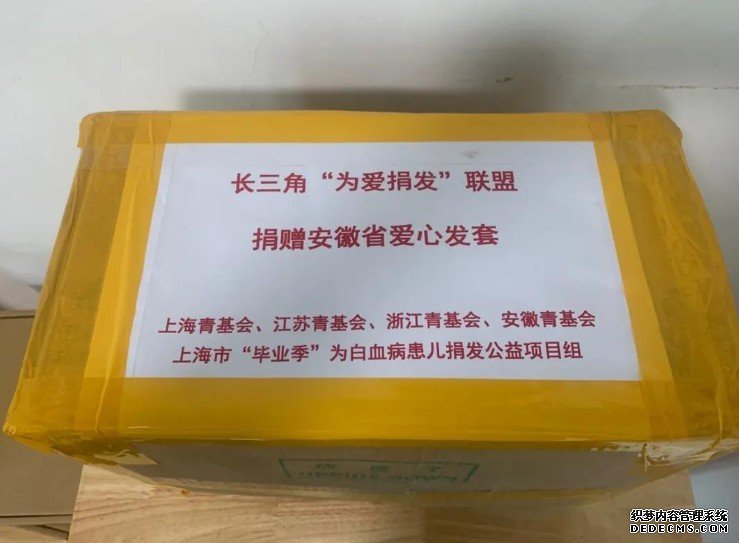 长三角“为爱捐发”联盟
捐赠安徽省爱心发套
上海青基会、江苏青基会、浙江青基会、安徽青基会
上海市“毕业季”为白血病患儿捐发公益项目组
织梦内容管理系统
DEDECMS.COM